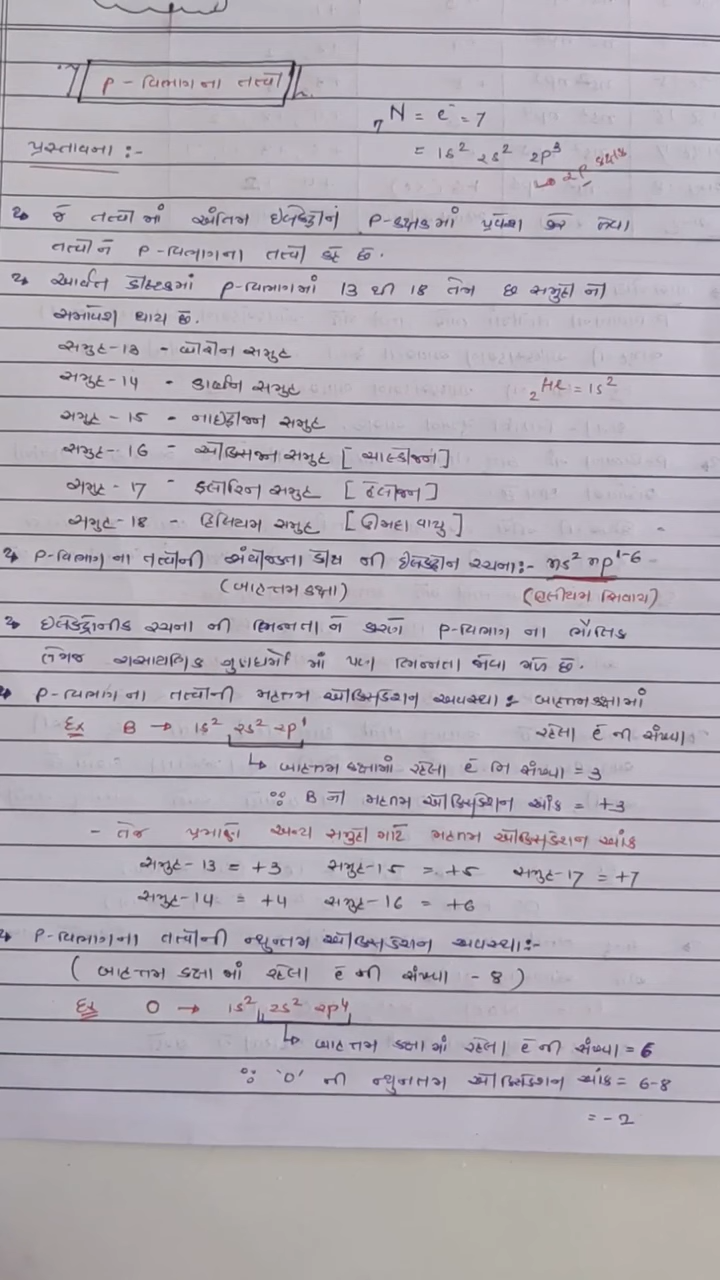 P - વિભાગના તત્વો
₇N = e⁻ = 7
= 1s² 2s² 2p³
પ્રસ્તાવના :-
→ 2p
જે તત્વો માં અંતિમ ઇલેક્ટ્રોન P-કક્ષકમાં પ્રવેશ કરે તેવા
તત્વોને P-વિભાગના તત્વો કહે છે.
આવર્ત કોષ્ટકમાં P-વિભાગમાં 13 થી 18 તેમ છ સમુહો નો
સમાવેશ થાય છે.
સમુહ-13 - બોરોન સમુહ
સમુહ-14 - કાર્બન સમુહ
₂He = 1s²
સમુહ-15 - નાઇટ્રોજન સમુહ
સમુહ-16 - ઓક્સિજન સમુહ [ચાલ્કોજન]
સમુહ-17 - ફ્લોરિન સમુહ [હેલોજન]
સમુહ-18 - હિલિયમ સમુહ [નિષ્ક્રિય વાયુ]
P-વિભાગ ના તત્વોની સંયોજકતા કોષ ની ઇલેક્ટ્રોન રચના:- ns² np¹⁻⁶
(બાહ્યતમ કક્ષા) (હીલીયમ સિવાય)
ઇલેક્ટ્રોનીક રચના ની ભિન્નતા ને કારણે P-વિભાગ ના ભૌતિક
તેમજ રાસાયણિક ગુણધર્મો માં પણ ભિન્નતા જોવા મળે છે.
P-વિભાગના તત્વોની મહત્તમ ઓક્સિડેશન અવસ્થા : બાહ્યતમ કક્ષામાં
રહેલા e⁻ ની સંખ્યા
Ex B → 1s² 2s² 2p¹
↳ બાહ્યતમ કક્ષામાં રહેલા e⁻ નિ સંખ્યા = 3
∵ B નો મહત્તમ ઓક્સિડેશન આંક = +3
- તેજ પ્રમાણે અન્ય સમુહો માટે મહત્તમ ઓક્સિડેશન આંક
સમુહ-13 = +3 સમુહ-15 = +5 સમુહ-17 = +7
સમુહ-14 = +4 સમુહ-16 = +6
P-વિભાગના તત્વોની ન્યુનતમ ઓક્સિડેશન અવસ્થા:-
(બાહ્યતમ કક્ષા માં રહેલા e⁻ ની સંખ્યા - 8)
Ex O → 1s² 2s² 2p⁴
↳ બાહ્યતમ કક્ષા માં રહેલા e⁻ ની સંખ્યા = 6
∵ 'O' ની ન્યુનતમ ઓક્સિડેશન આંક = 6-8
= -2